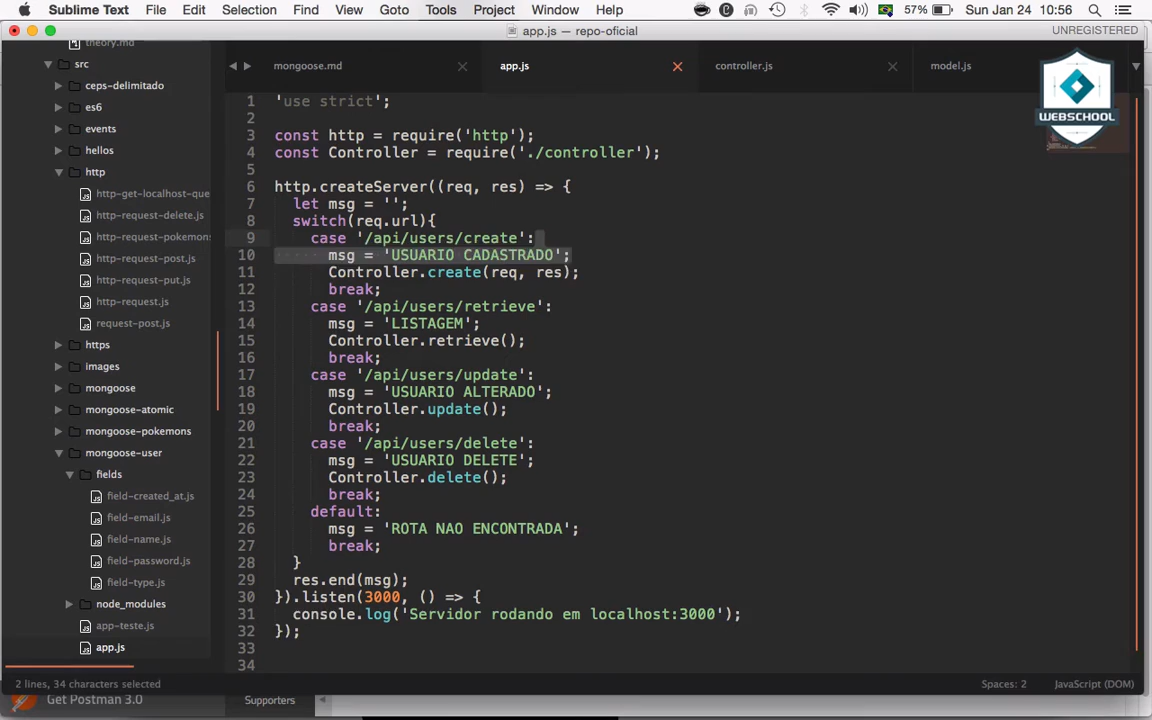 Sublime Text File Edit Selection Find View Goto Tools Project Window Help 57% Sun Jan 24 10:56
app.js — repo-oficial UNREGISTERED
theory.md
src
ceps-delimitado
es6
events
hellos
http
http-get-localhost-que
http-request-delete.js
http-request-pokemons
http-request-post.js
http-request-put.js
http-request.js
request-post.js
https
images
mongoose
mongoose-atomic
mongoose-pokemons
mongoose-user
fields
field-created_at.js
field-email.js
field-name.js
field-password.js
field-type.js
node_modules
app-teste.js
app.js
mongoose.md app.js controller.js model.js
WEBSCHOOL
1 'use strict';
2
3 const http = require('http');
4 const Controller = require('./controller');
5
6 http.createServer((req, res) => {
7 let msg = '';
8 switch(req.url){
9 case '/api/users/create':
10 msg = 'USUARIO CADASTRADO';
11 Controller.create(req, res);
12 break;
13 case '/api/users/retrieve':
14 msg = 'LISTAGEM';
15 Controller.retrieve();
16 break;
17 case '/api/users/update':
18 msg = 'USUARIO ALTERADO';
19 Controller.update();
20 break;
21 case '/api/users/delete':
22 msg = 'USUARIO DELETE';
23 Controller.delete();
24 break;
25 default:
26 msg = 'ROTA NAO ENCONTRADA';
27 break;
28 }
29 res.end(msg);
30 }).listen(3000, () => {
31 console.log('Servidor rodando em localhost:3000');
32 });
33
34
2 lines, 34 characters selected Spaces: 2 JavaScript (DOM)
Get Postman 3.0 Supporters